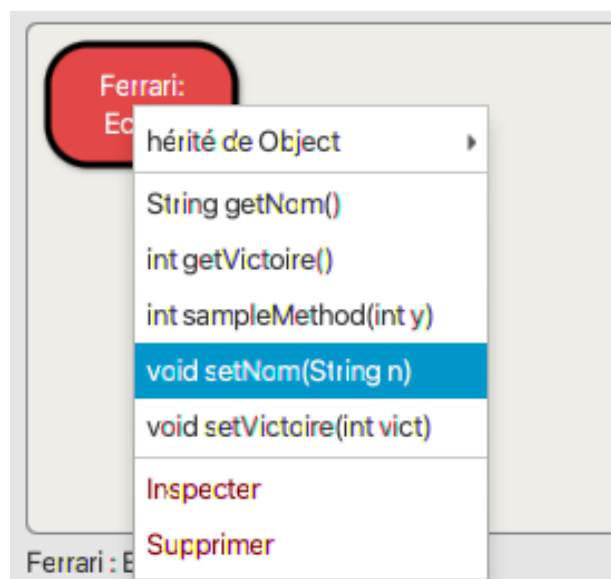 Ferrari:
Ec
hérité de Object
String getNom()
int getVictoire()
int sampleMethod(int y)
void setNom(String n)
void setVictoire(int vict)
Inspecter
Supprimer
Ferrari : E